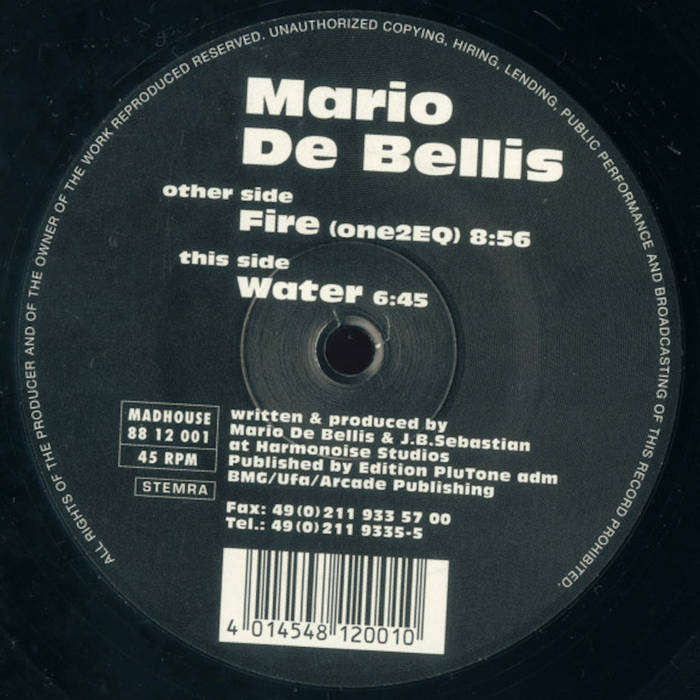 ALL RIGHTS OF THE PRODUCER AND OF THE OWNER OF THE WORK REPRODUCED RESERVED. UNAUTHORIZED COPYING, HIRING, LENDING, PUBLIC PERFORMANCE AND BROADCASTING OF THIS RECORD PROHIBITED.
Mario
De Bellis
other side
Fire (one2EQ) 8:56
this side
Water 6:45
MADHOUSE
88 12 001
45 RPM
STEMRA
written & produced by
Mario De Bellis & J.B.Sebastian
at Harmonoise Studios
Published by Edition PluTone adm
BMG/Ufa/Arcade Publishing
Fax: 49(0)211 933 57 00
Tel.: 49(0)211 9335-5
4 014548 120010